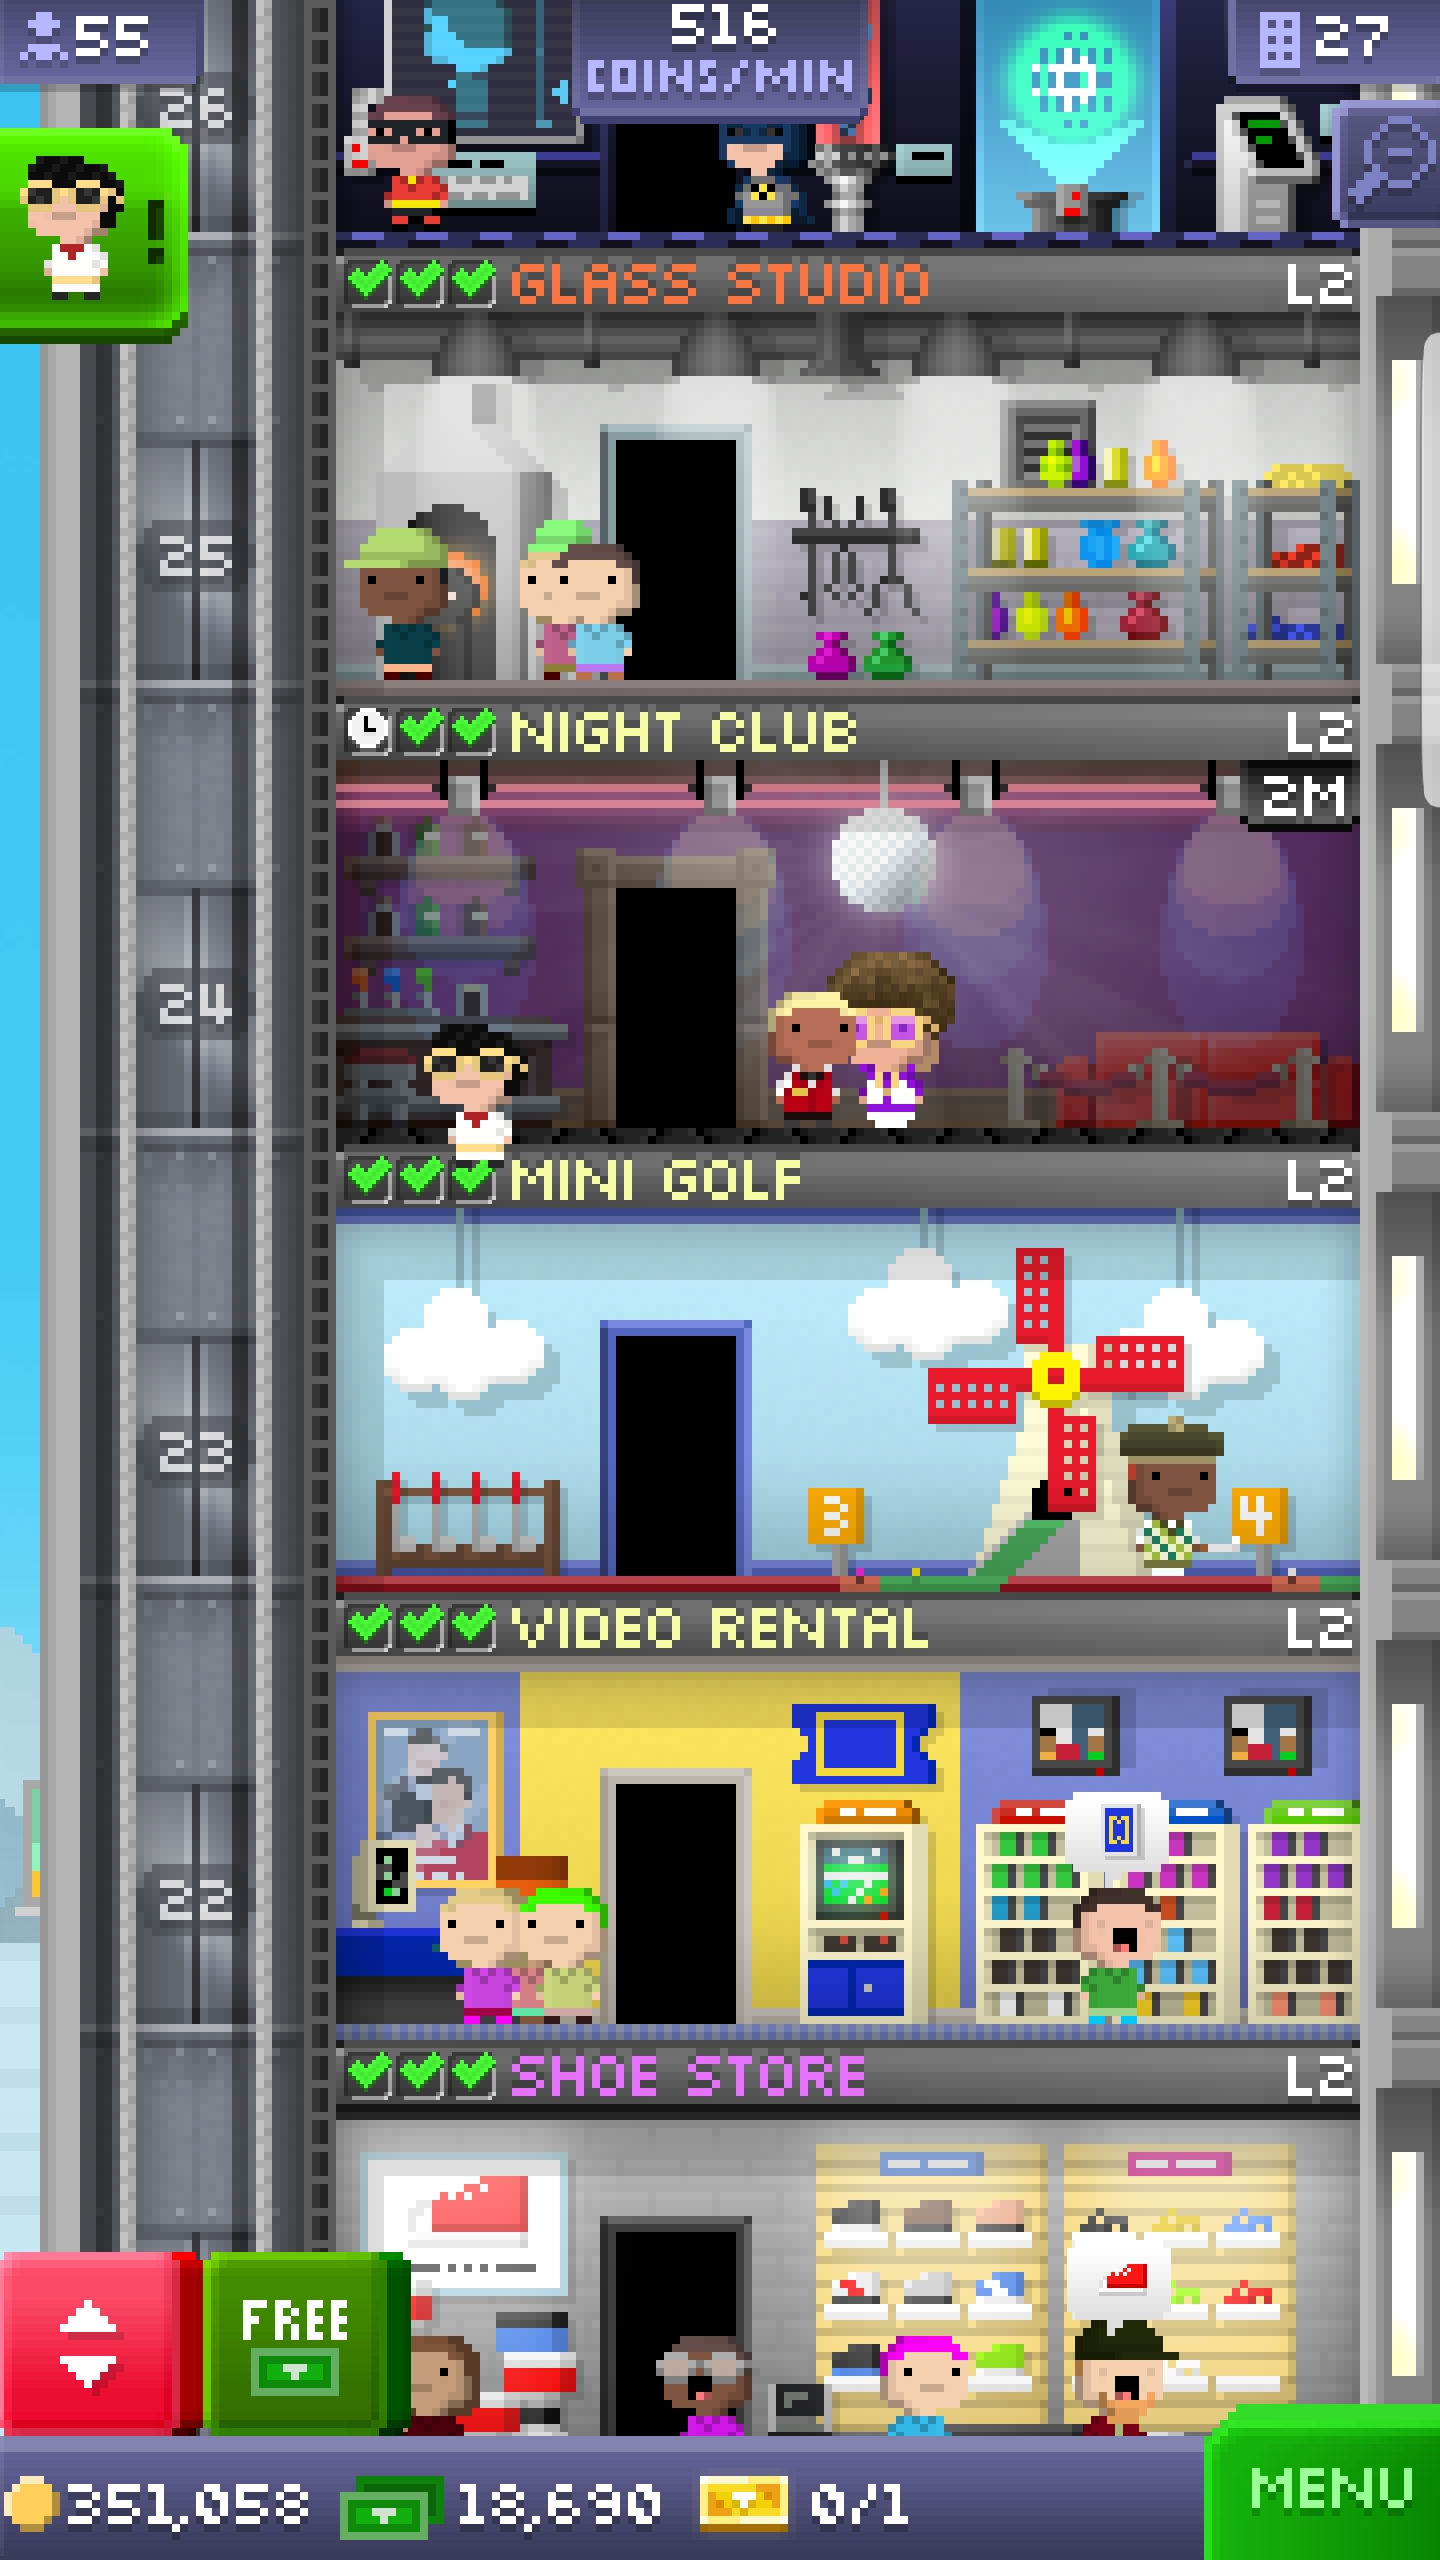 55
516
COINS/MIN
27
26
GLASS STUDIO L2
25
NIGHT CLUB L2
2M
24
MINI GOLF L2
23
3
4
VIDEO RENTAL L2
22
SHOE STORE L2
FREE
351,058 18,690 0/1
MENU